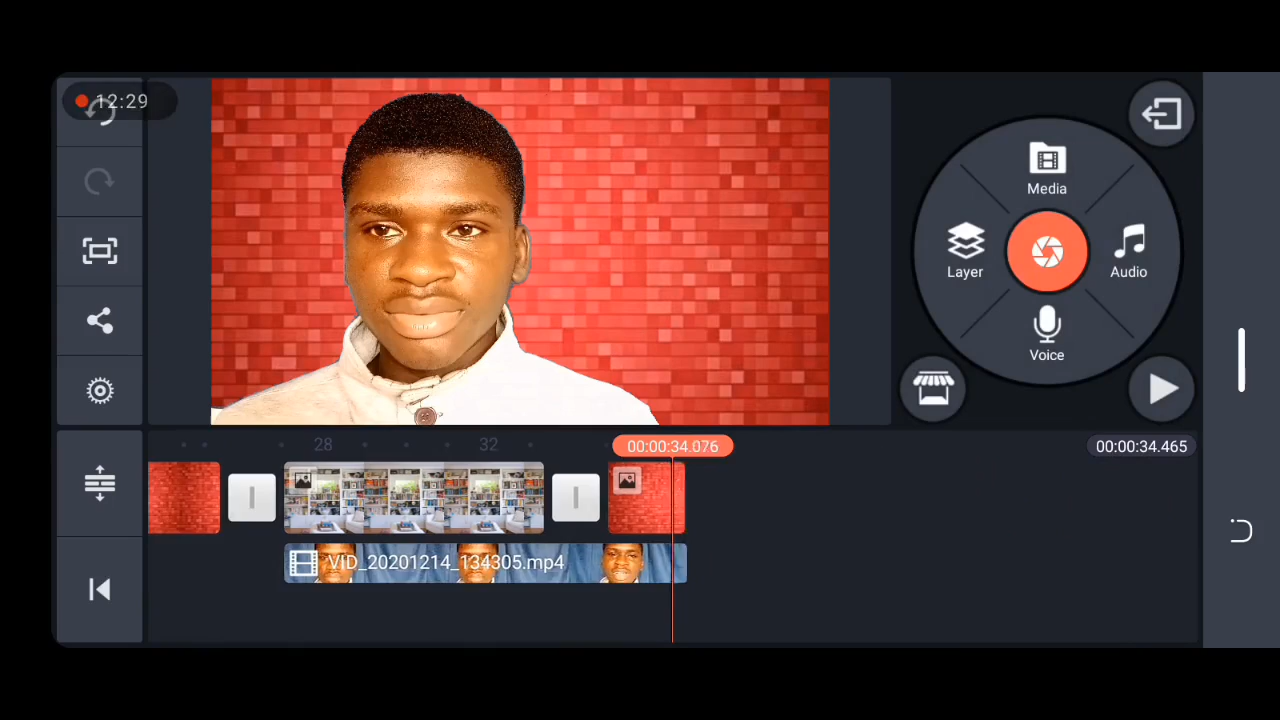 12:29
Media
Layer
Audio
Voice
28
32
00:00:34.076
00:00:34.465
VID_20201214_134305.mp4